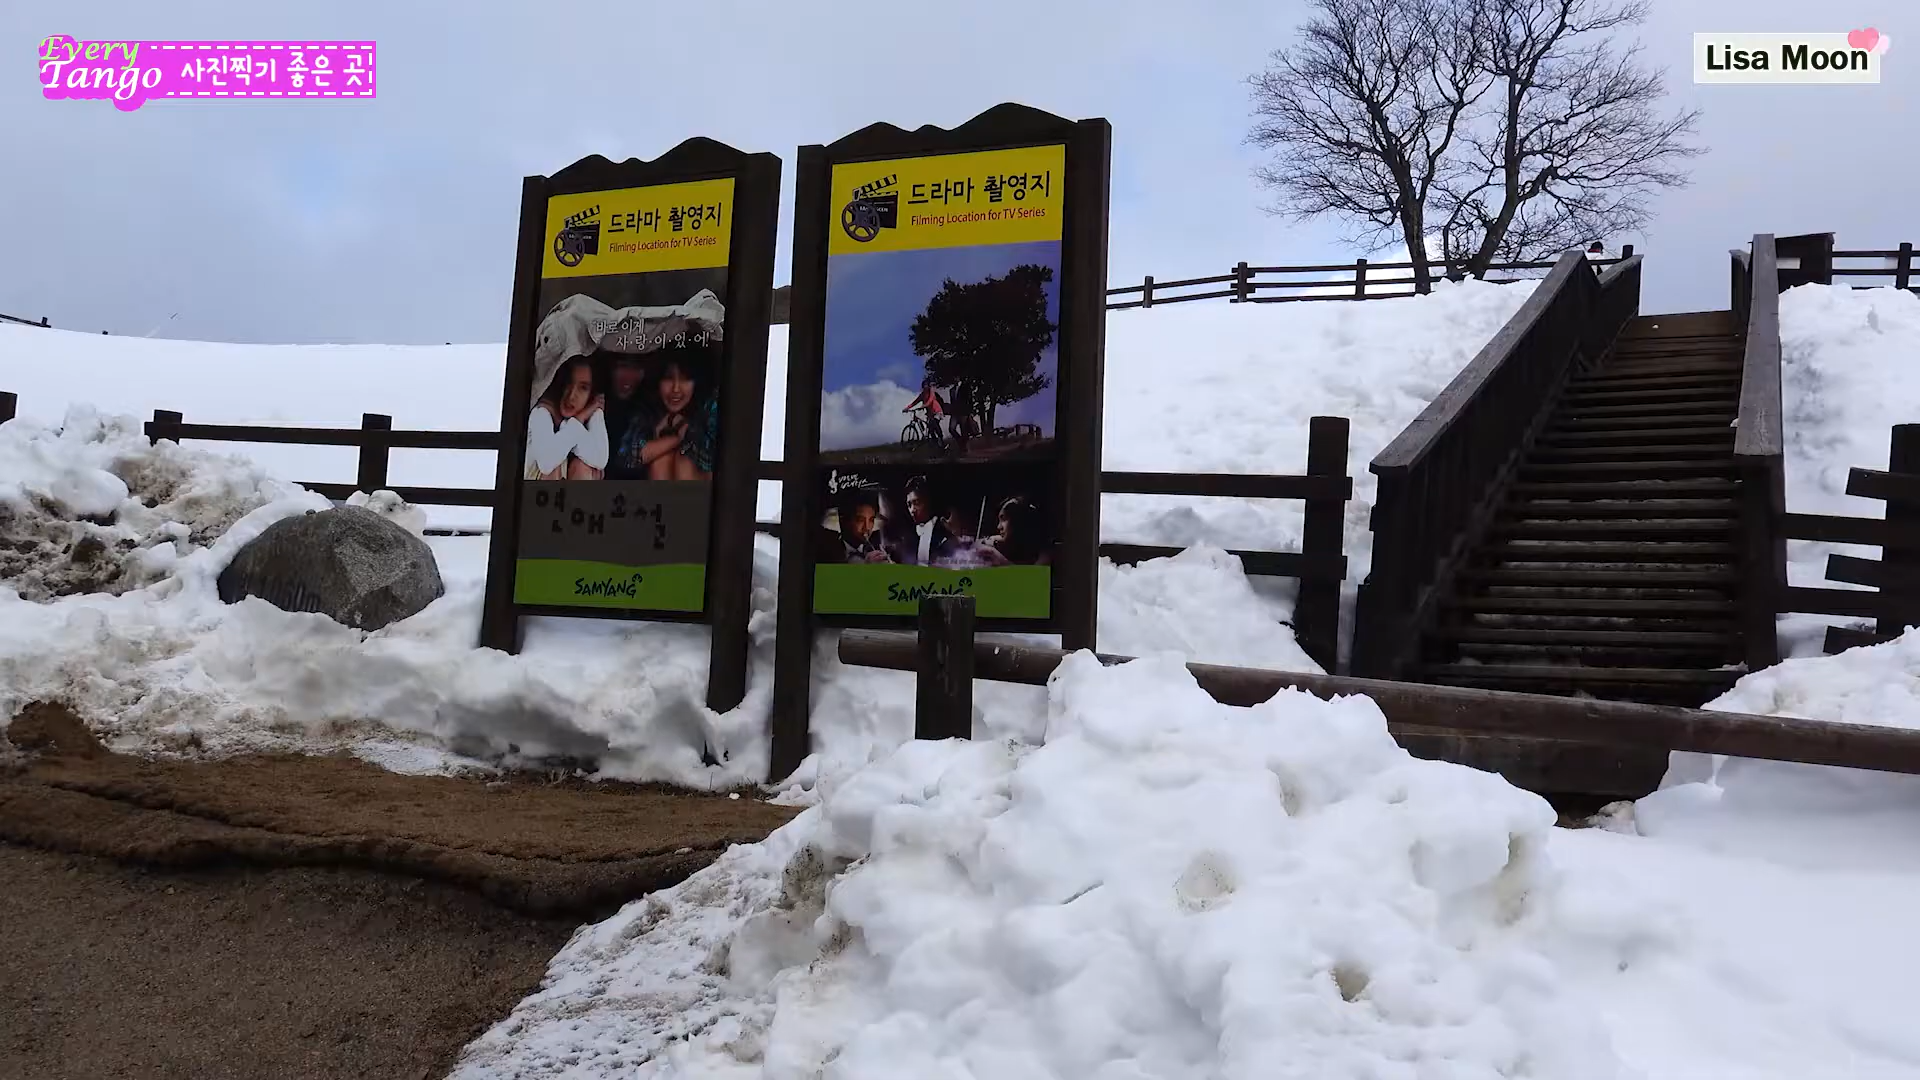 Every
Tango 사진찍기 좋은 곳
Lisa Moon
드라마 촬영지
Filming Location for TV Series
바로 이게
사·랑·이·있·어!
연애소설
SAMYANG
드라마 촬영지
Filming Location for TV Series
SAMYANG